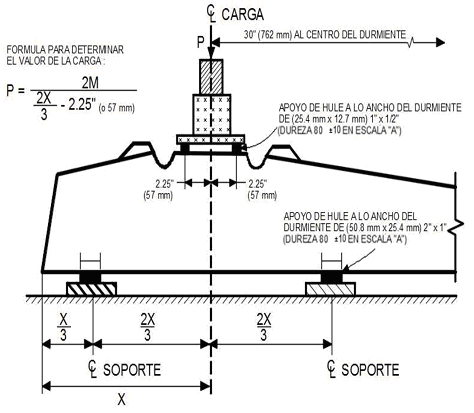 ℄ CARGA
P
30" (762 mm) AL CENTRO DEL DURMIENTE
FORMULA PARA DETERMINAR
EL VALOR DE LA CARGA :
P = 2M
2X
3
- 2.25" (o 57 mm)
APOYO DE HULE A LO ANCHO DEL DURMIENTE
DE (25.4 mm x 12.7 mm) 1" x 1/2"
(DUREZA 80 ±10 EN ESCALA "A")
2.25"
(57 mm)
2.25"
(57 mm)
APOYO DE HULE A LO ANCHO DEL
DURMIENTE DE (50.8 mm x 25.4 mm) 2" x 1"
(DUREZA 80 ±10 EN ESCALA "A")
X
3
2X
3
2X
3
℄ SOPORTE
℄ SOPORTE
X